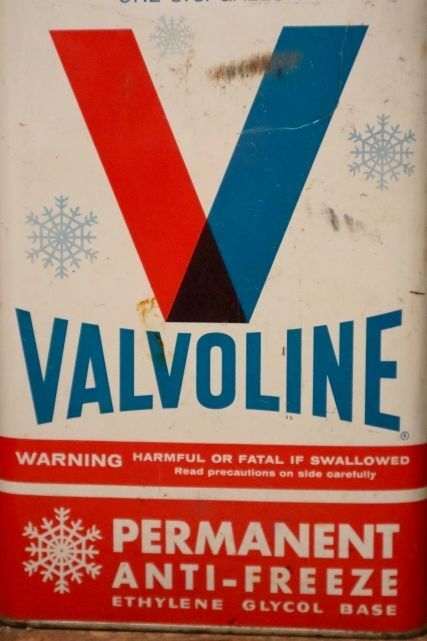 VALVOLINE®
WARNING HARMFUL OR FATAL IF SWALLOWED
Read precautions on side carefully
PERMANENT
ANTI-FREEZE
ETHYLENE GLYCOL BASE